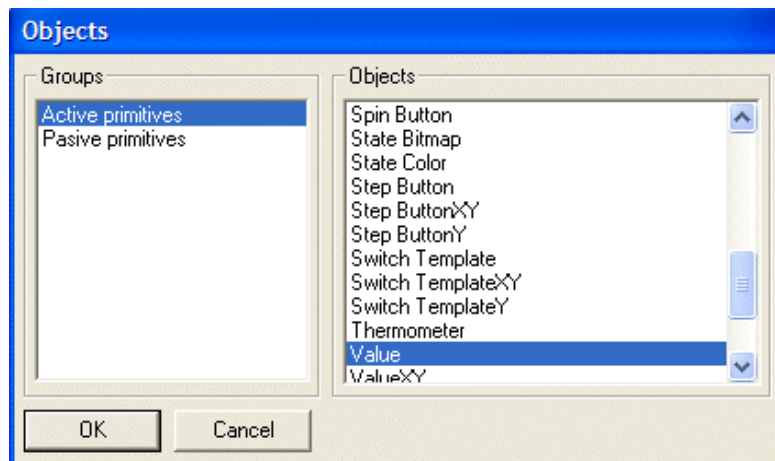 Objects
Groups
Active primitives
Pasive primitives
Objects
Spin Button
State Bitmap
State Color
Step Button
Step ButtonXY
Step ButtonY
Switch Template
Switch TemplateXY
Switch TemplateY
Thermometer
Value
ValueXY
OK
Cancel